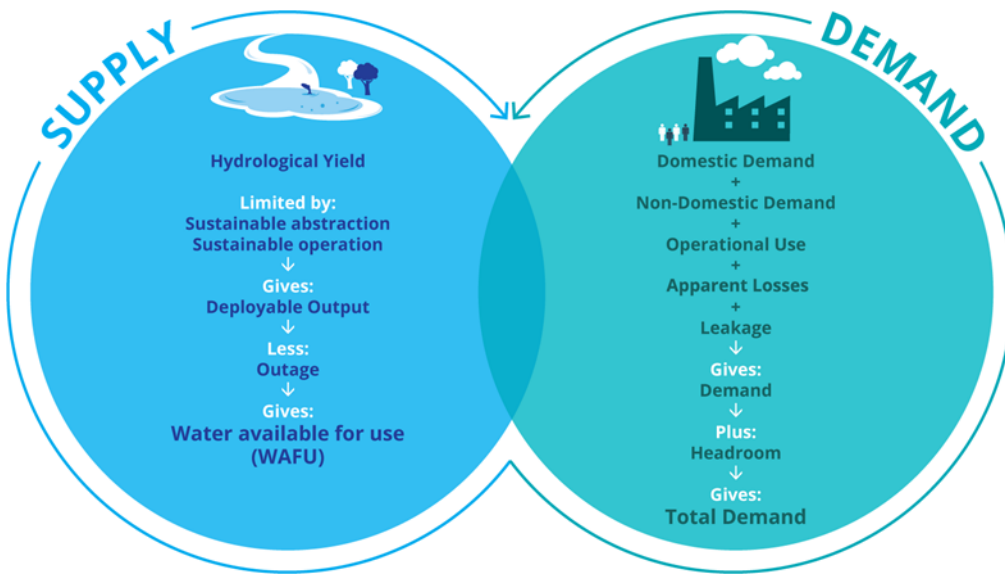 SUPPLY
Hydrological Yield
Limited by:
Sustainable abstraction
Sustainable operation
↓
Gives:
Deployable Output
↓
Less:
Outage
↓
Gives:
Water available for use
(WAFU)
DEMAND
Domestic Demand
+
Non-Domestic Demand
+
Operational Use
+
Apparent Losses
+
Leakage
↓
Gives:
Demand
↓
Plus:
Headroom
↓
Gives:
Total Demand